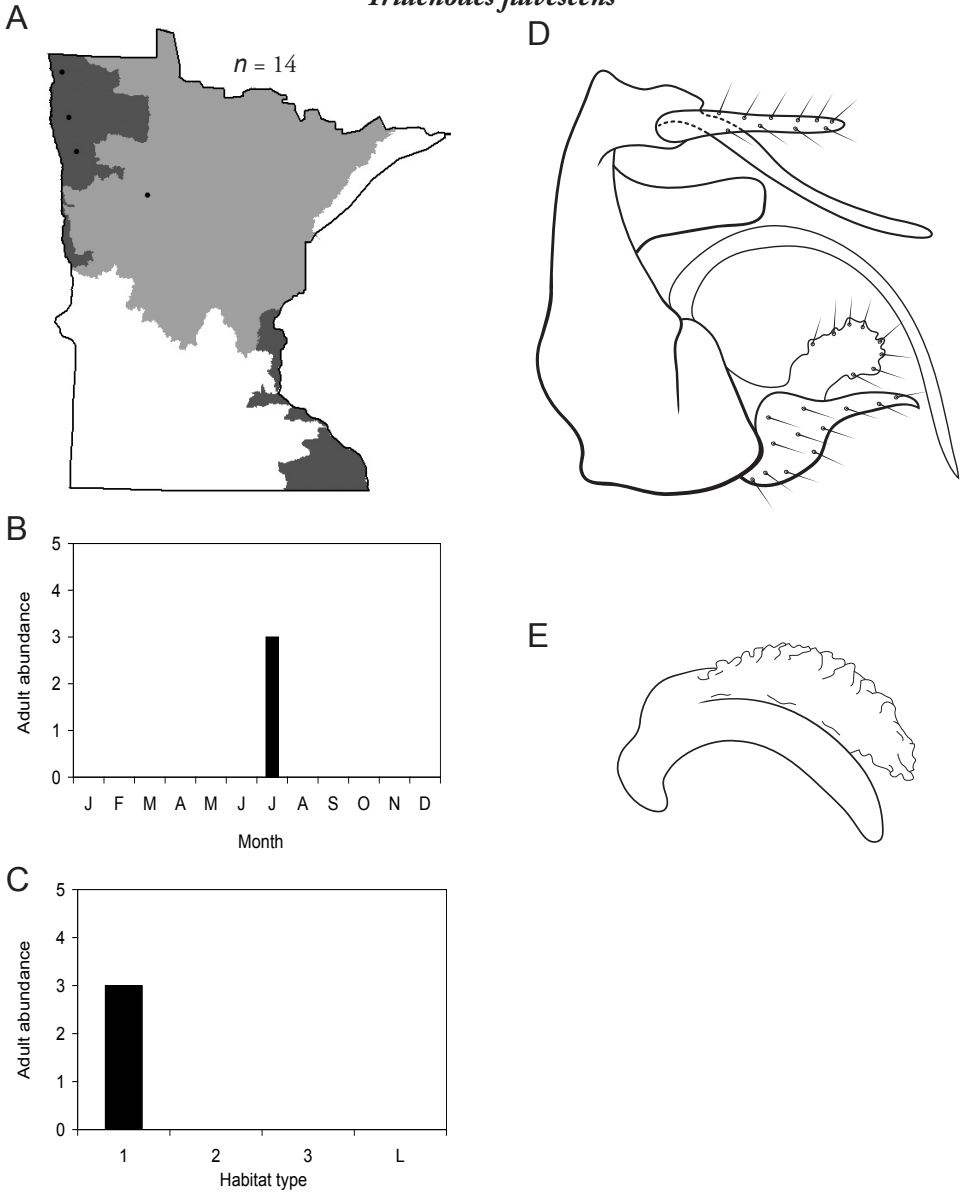 Triaenodes flavescens
A
n = 14
B
5
4
3
2
1
0
Adult abundance
J F M A M J J A S O N D
Month
C
5
4
3
2
1
0
Adult abundance
1 2 3 L
Habitat type
D
E